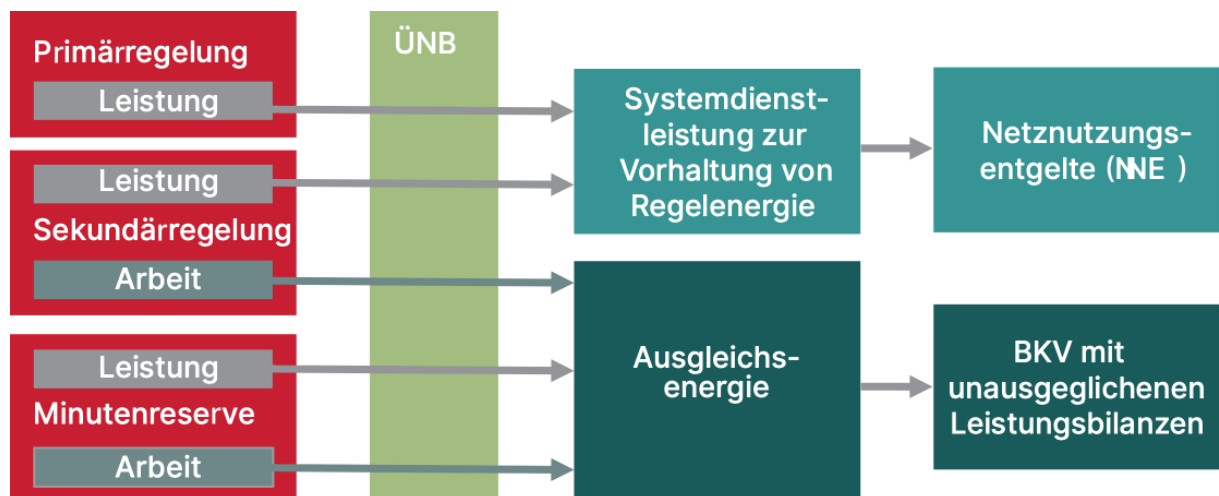 Primärregelung
Leistung
Leistung
Sekundärregelung
Arbeit
Leistung
Minutenreserve
Arbeit
ÜNB
Systemdienst-
leistung zur
Vorhaltung von
Regelenergie
Ausgleichs-
energie
Netznutzungs-
entgelte (NNE )
BKV mit
unausgeglichenen
Leistungsbilanzen